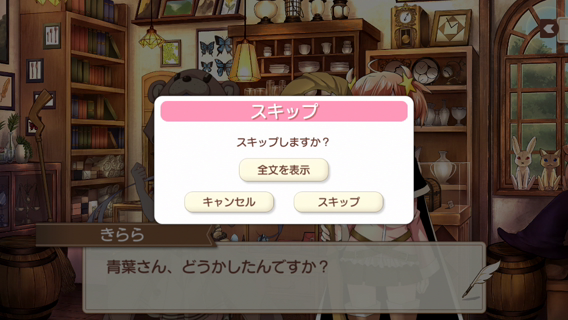 スキップ
スキップしますか？
全文を表示
キャンセル
スキップ
きらら
青葉さん、どうかしたんですか？